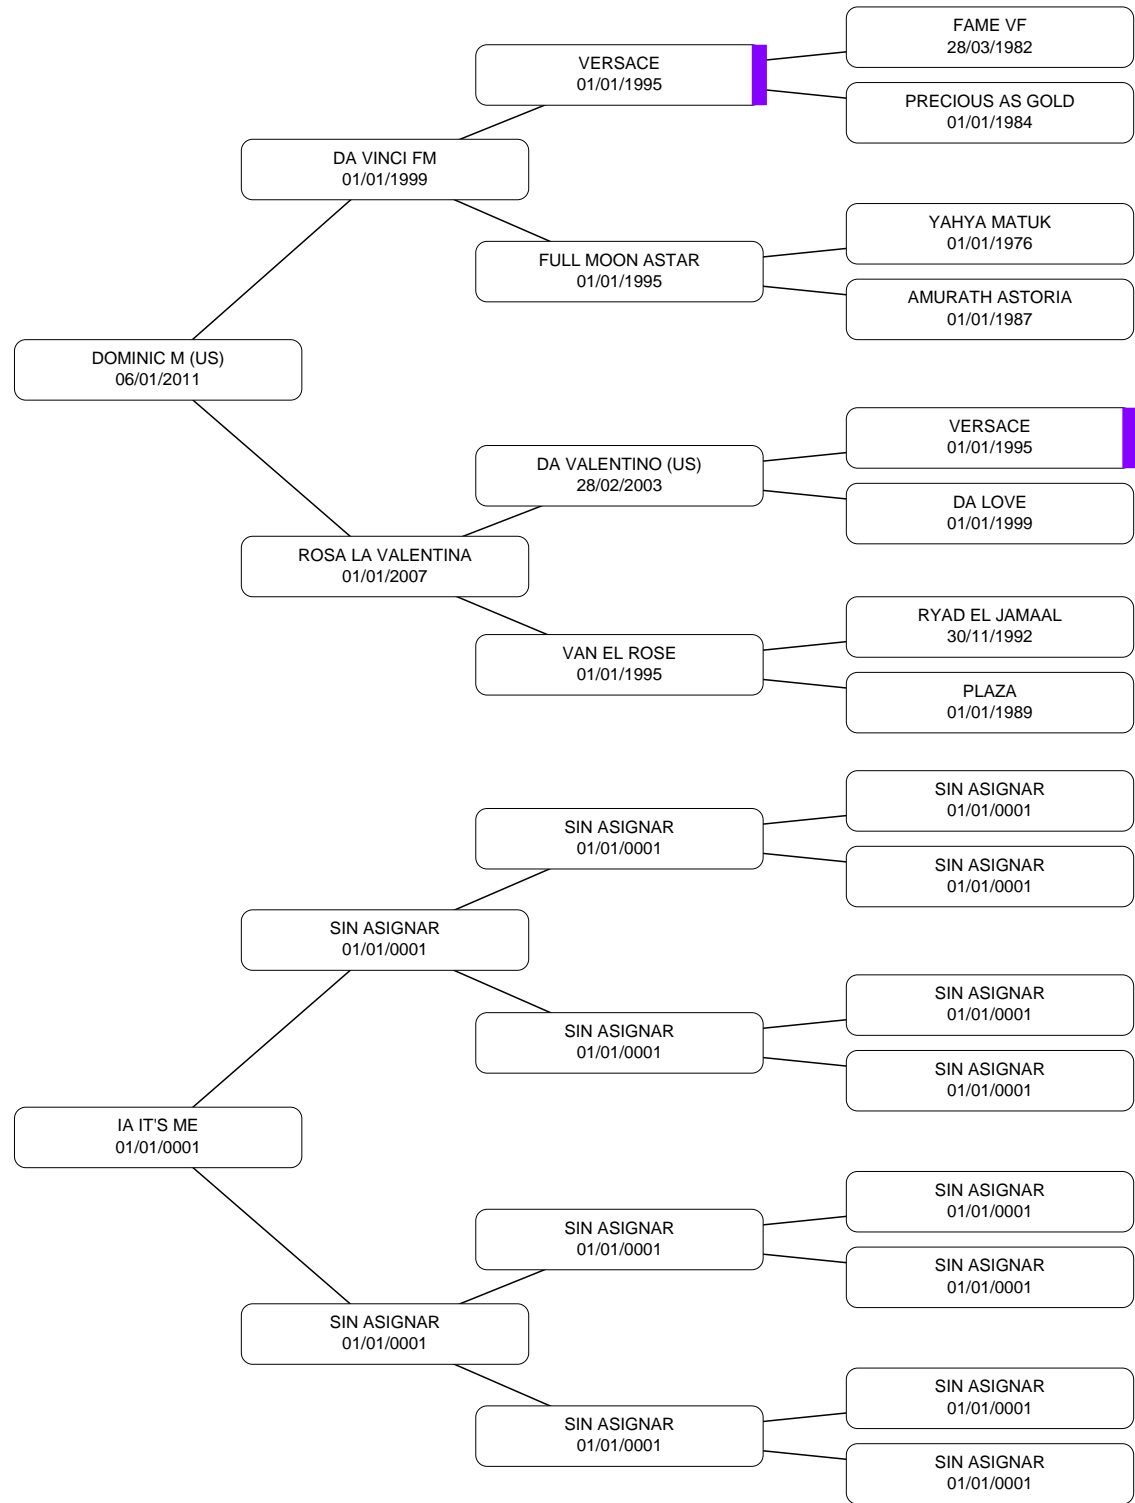 FAME VF
28/03/1982
VERSACE
01/01/1995
PRECIOUS AS GOLD
01/01/1984
DA VINCI FM
01/01/1999
YAHYA MATUK
01/01/1976
FULL MOON ASTAR
01/01/1995
AMURATH ASTORIA
01/01/1987
DOMINIC M (US)
06/01/2011
VERSACE
01/01/1995
DA VALENTINO (US)
28/02/2003
DA LOVE
01/01/1999
ROSA LA VALENTINA
01/01/2007
RYAD EL JAMAAL
30/11/1992
VAN EL ROSE
01/01/1995
PLAZA
01/01/1989
SIN ASIGNAR
01/01/0001
SIN ASIGNAR
01/01/0001
SIN ASIGNAR
01/01/0001
SIN ASIGNAR
01/01/0001
SIN ASIGNAR
01/01/0001
SIN ASIGNAR
01/01/0001
SIN ASIGNAR
01/01/0001
IA IT'S ME
01/01/0001
SIN ASIGNAR
01/01/0001
SIN ASIGNAR
01/01/0001
SIN ASIGNAR
01/01/0001
SIN ASIGNAR
01/01/0001
SIN ASIGNAR
01/01/0001
SIN ASIGNAR
01/01/0001
SIN ASIGNAR
01/01/0001